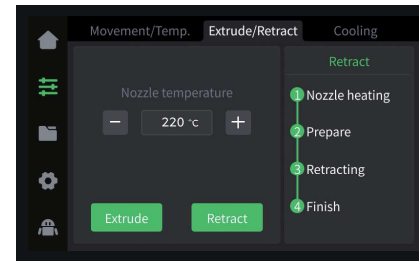 Movement/Temp. Extrude/Retract Cooling
Nozzle temperature
220 °C
Extrude Retract
Retract
1 Nozzle heating
2 Prepare
3 Retracting
4 Finish